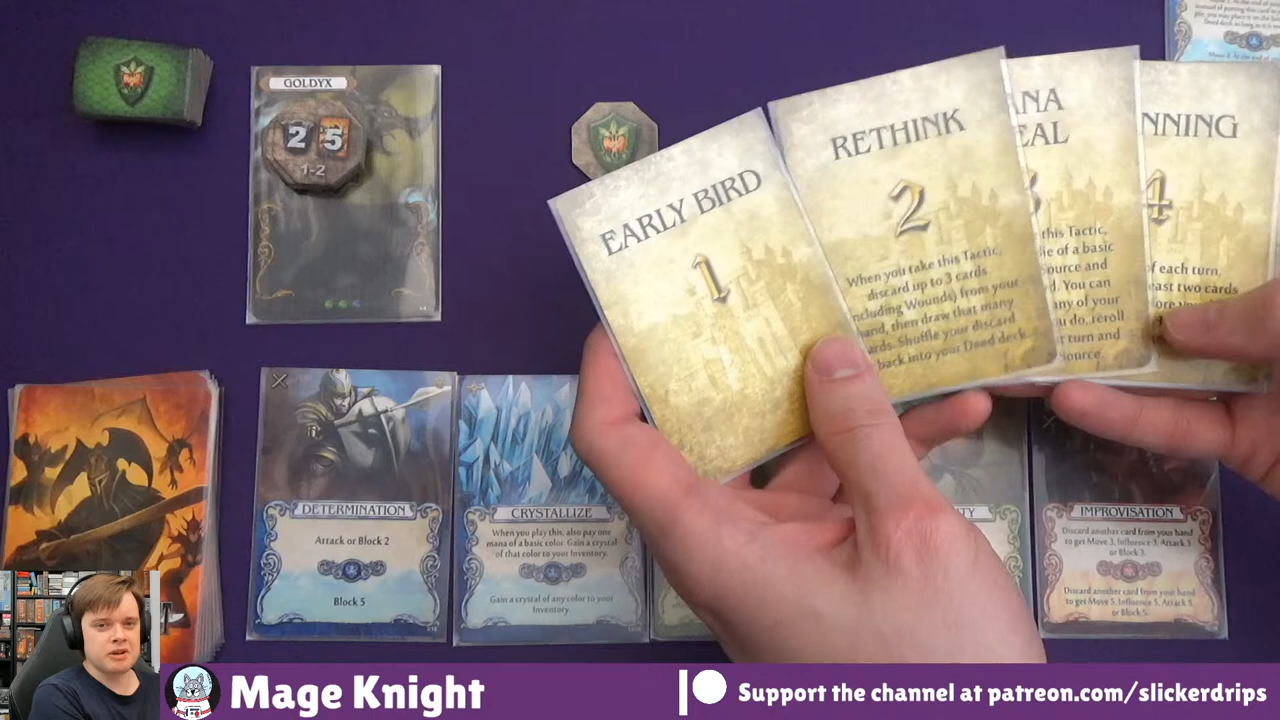 GOLDYX
2 5
1-2
EARLY BIRD
1
RETHINK
2
When you take this Tactic,
discard up to 3 cards
(including Wounds) from your
hand, then draw that many
cards. Shuffle your discard
back into your Deed deck
ANA
EAL
this Tactic,
die of a basic
source and
You can
any of your
do, reroll
turn and
source.
NNING
4
of each turn,
least two cards
DETERMINATION
Attack or Block 2
Block 5
CRYSTALLIZE
When you play this, also pay one
mana of a basic color. Gain a crystal
of that color to your Inventory.
Gain a crystal of any color to your
Inventory.
TY
IMPROVISATION
Discard another card from your hand
to get Move 3, Influence 3, Attack 3
or Block 3.
Discard another card from your hand
to get Move 5, Influence 5, Attack 5
or Block 5.
Mage Knight
Support the channel at patreon.com/slickerdrips